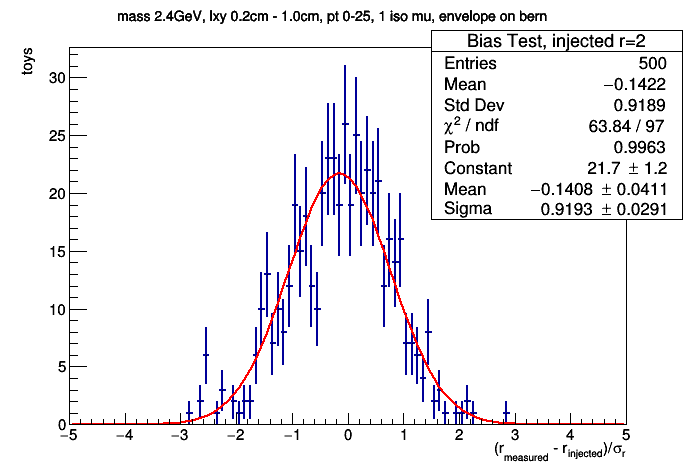 mass 2.4GeV, lxy 0.2cm - 1.0cm, pt 0-25, 1 iso mu, envelope on bern
Bias Test, injected r=2
Entries 500
Mean −0.1422
Std Dev 0.9189
χ² / ndf 63.84 / 97
Prob 0.9963
Constant 21.7 ± 1.2
Mean −0.1408 ± 0.0411
Sigma 0.9193 ± 0.0291
toys
30
25
20
15
10
5
0
−5 −4 −3 −2 −1 0 1 2 3 4 5
(r_measured - r_injected)/σ_r